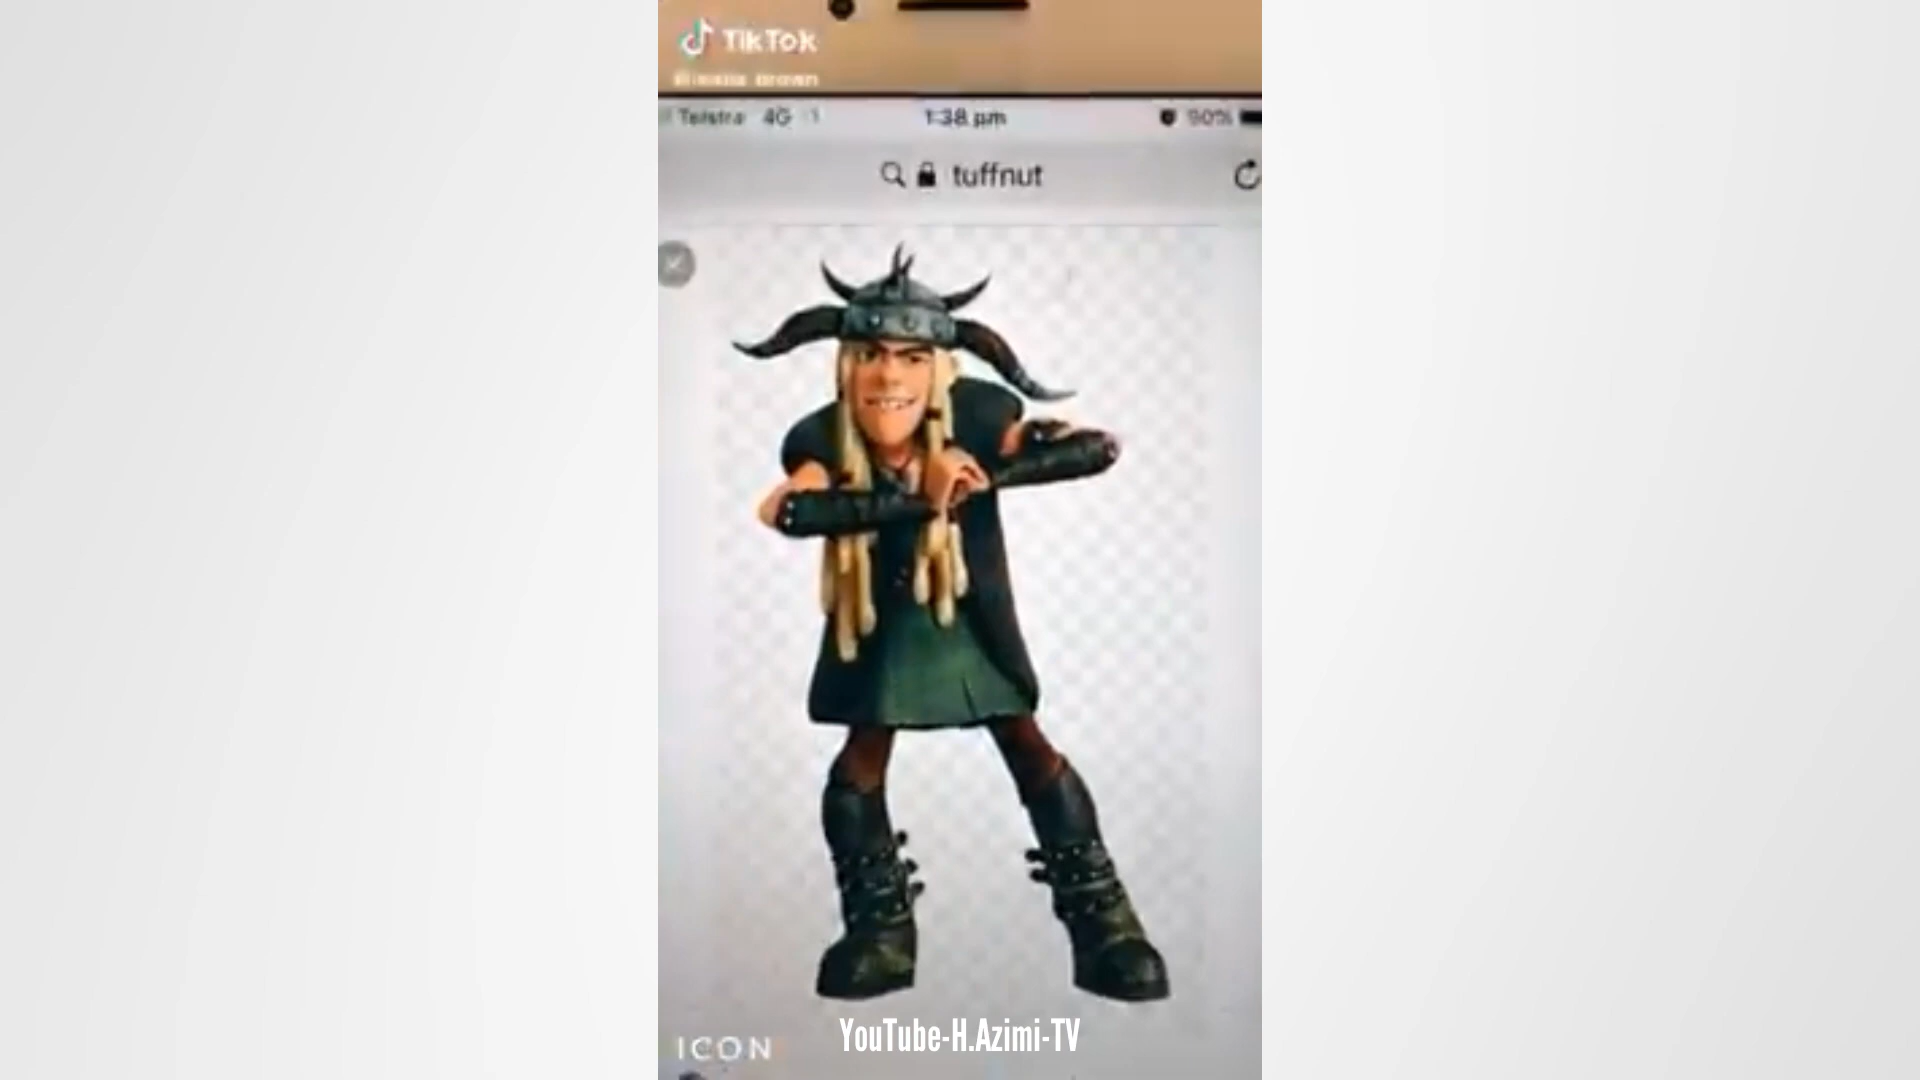 TikTok
Telstra 4G
1:38 pm
90%
tuffnut
ICON
YouTube-H.Azimi-TV